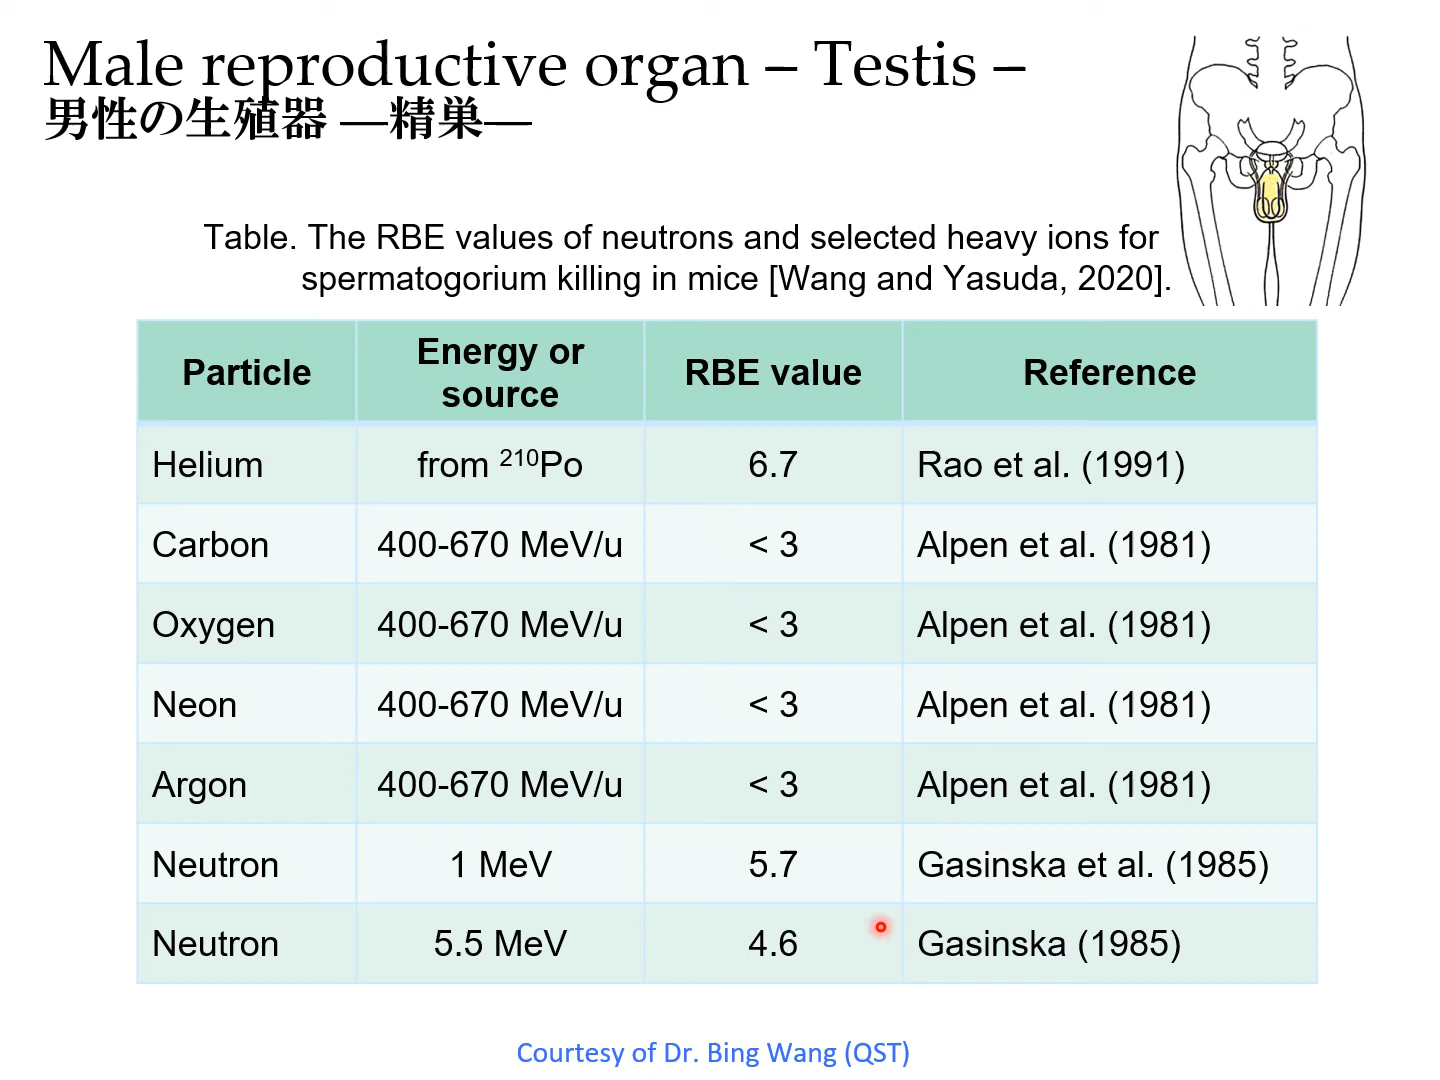 Male reproductive organ – Testis –
男性の生殖器 ―精巣―
Table. The RBE values of neutrons and selected heavy ions for
spermatogorium killing in mice [Wang and Yasuda, 2020].
Particle
Energy or
source
RBE value
Reference
Helium
from ²¹⁰Po
6.7
Rao et al. (1991)
Carbon
400-670 MeV/u
< 3
Alpen et al. (1981)
Oxygen
400-670 MeV/u
< 3
Alpen et al. (1981)
Neon
400-670 MeV/u
< 3
Alpen et al. (1981)
Argon
400-670 MeV/u
< 3
Alpen et al. (1981)
Neutron
1 MeV
5.7
Gasinska et al. (1985)
Neutron
5.5 MeV
4.6
Gasinska (1985)
Courtesy of Dr. Bing Wang (QST)